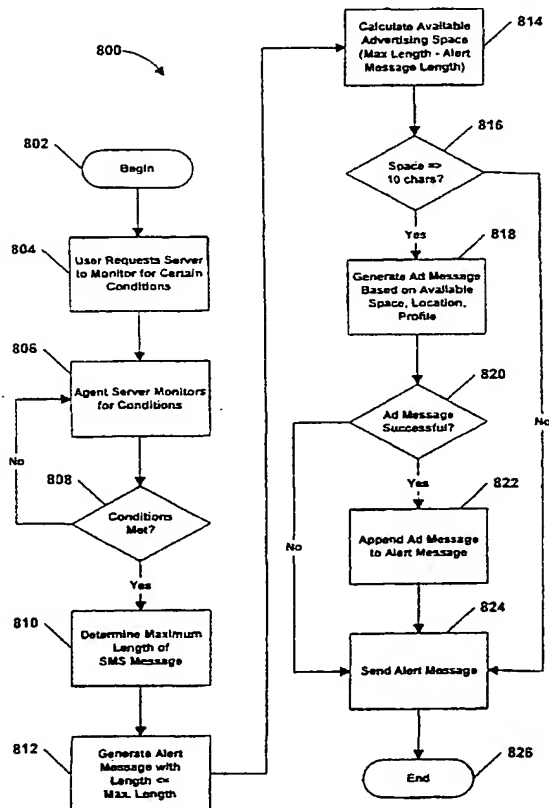 800
802
Begin
804
User Requests Server
to Monitor for Certain
Conditions
806
Agent Server Monitors
for Conditions
No
808
Conditions
Met?
Yes
810
Determine Maximum
Length of
SMS Message
812
Generate Alert
Message with
Length <=
Max. Length
814
Calculate Available
Advertising Space
(Max Length - Alert
Message Length)
816
Space =>
10 chars?
Yes
818
Generate Ad Message
Based on Available
Space, Location,
Profile
820
Ad Message
Successful?
No
Yes
No
822
Append Ad Message
to Alert Message
824
Send Alert Message
End
826